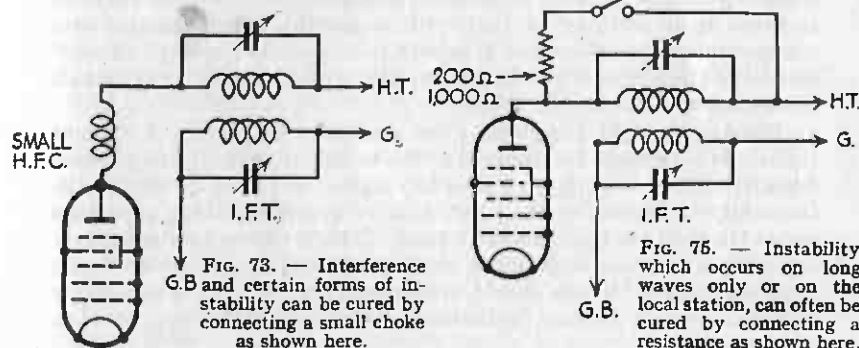 SMALL
H.F.C.
H.T.
G.
I.F.T.
G.B
FIG. 73. — Interference
and certain forms of in-
stability can be cured by
connecting a small choke
as shown here.
200Ω
1,000Ω
H.T.
G.
I.F.T.
G.B.
FIG. 75. — Instability
which occurs on long
waves only or on the
local station, can often be
cured by connecting a
resistance as shown here.